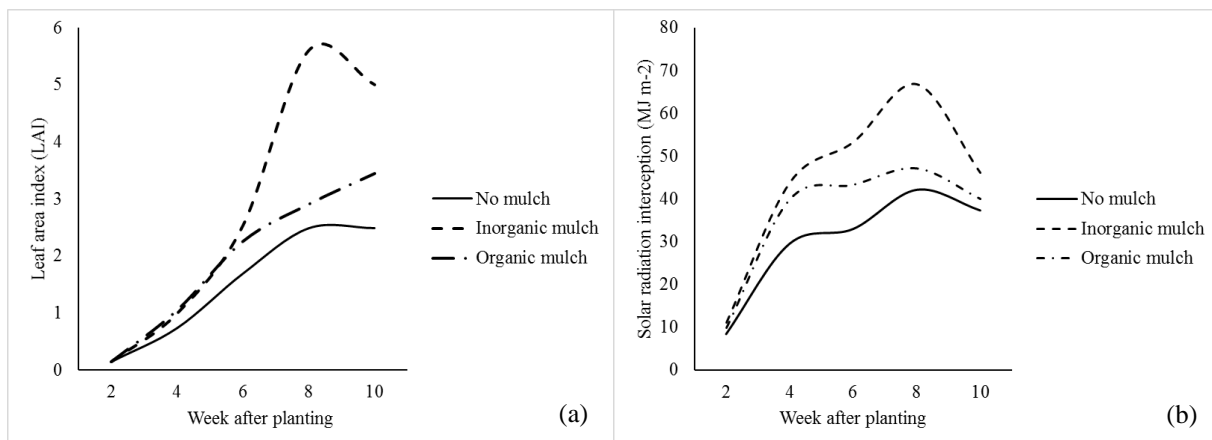 Leaf area index (LAI)
6
5
4
3
2
1
0
2 4 6 8 10
Week after planting
No mulch
Inorganic mulch
Organic mulch
(a)
Solar radiation interception (MJ m-2)
80
70
60
50
40
30
20
10
0
2 4 6 8 10
Week after planting
No mulch
Inorganic mulch
Organic mulch
(b)